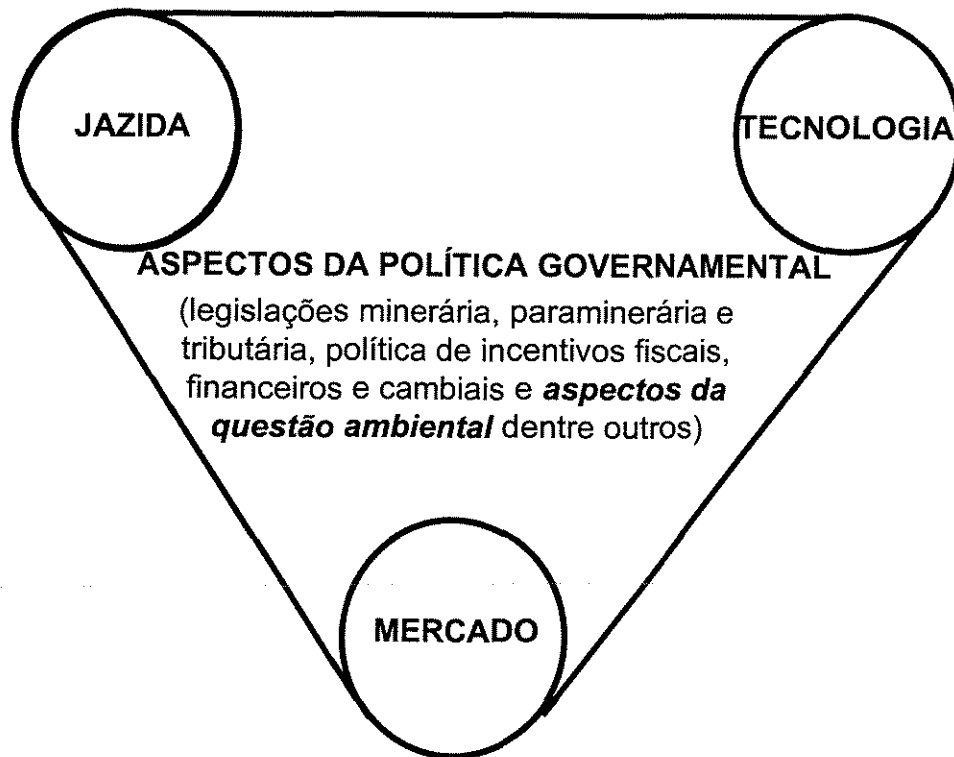 JAZIDA
TECNOLOGIA
ASPECTOS DA POLÍTICA GOVERNAMENTAL
(legislações minerária, paraminerária e
tributária, política de incentivos fiscais,
financeiros e cambiais e aspectos da
questão ambiental dentre outros)
MERCADO